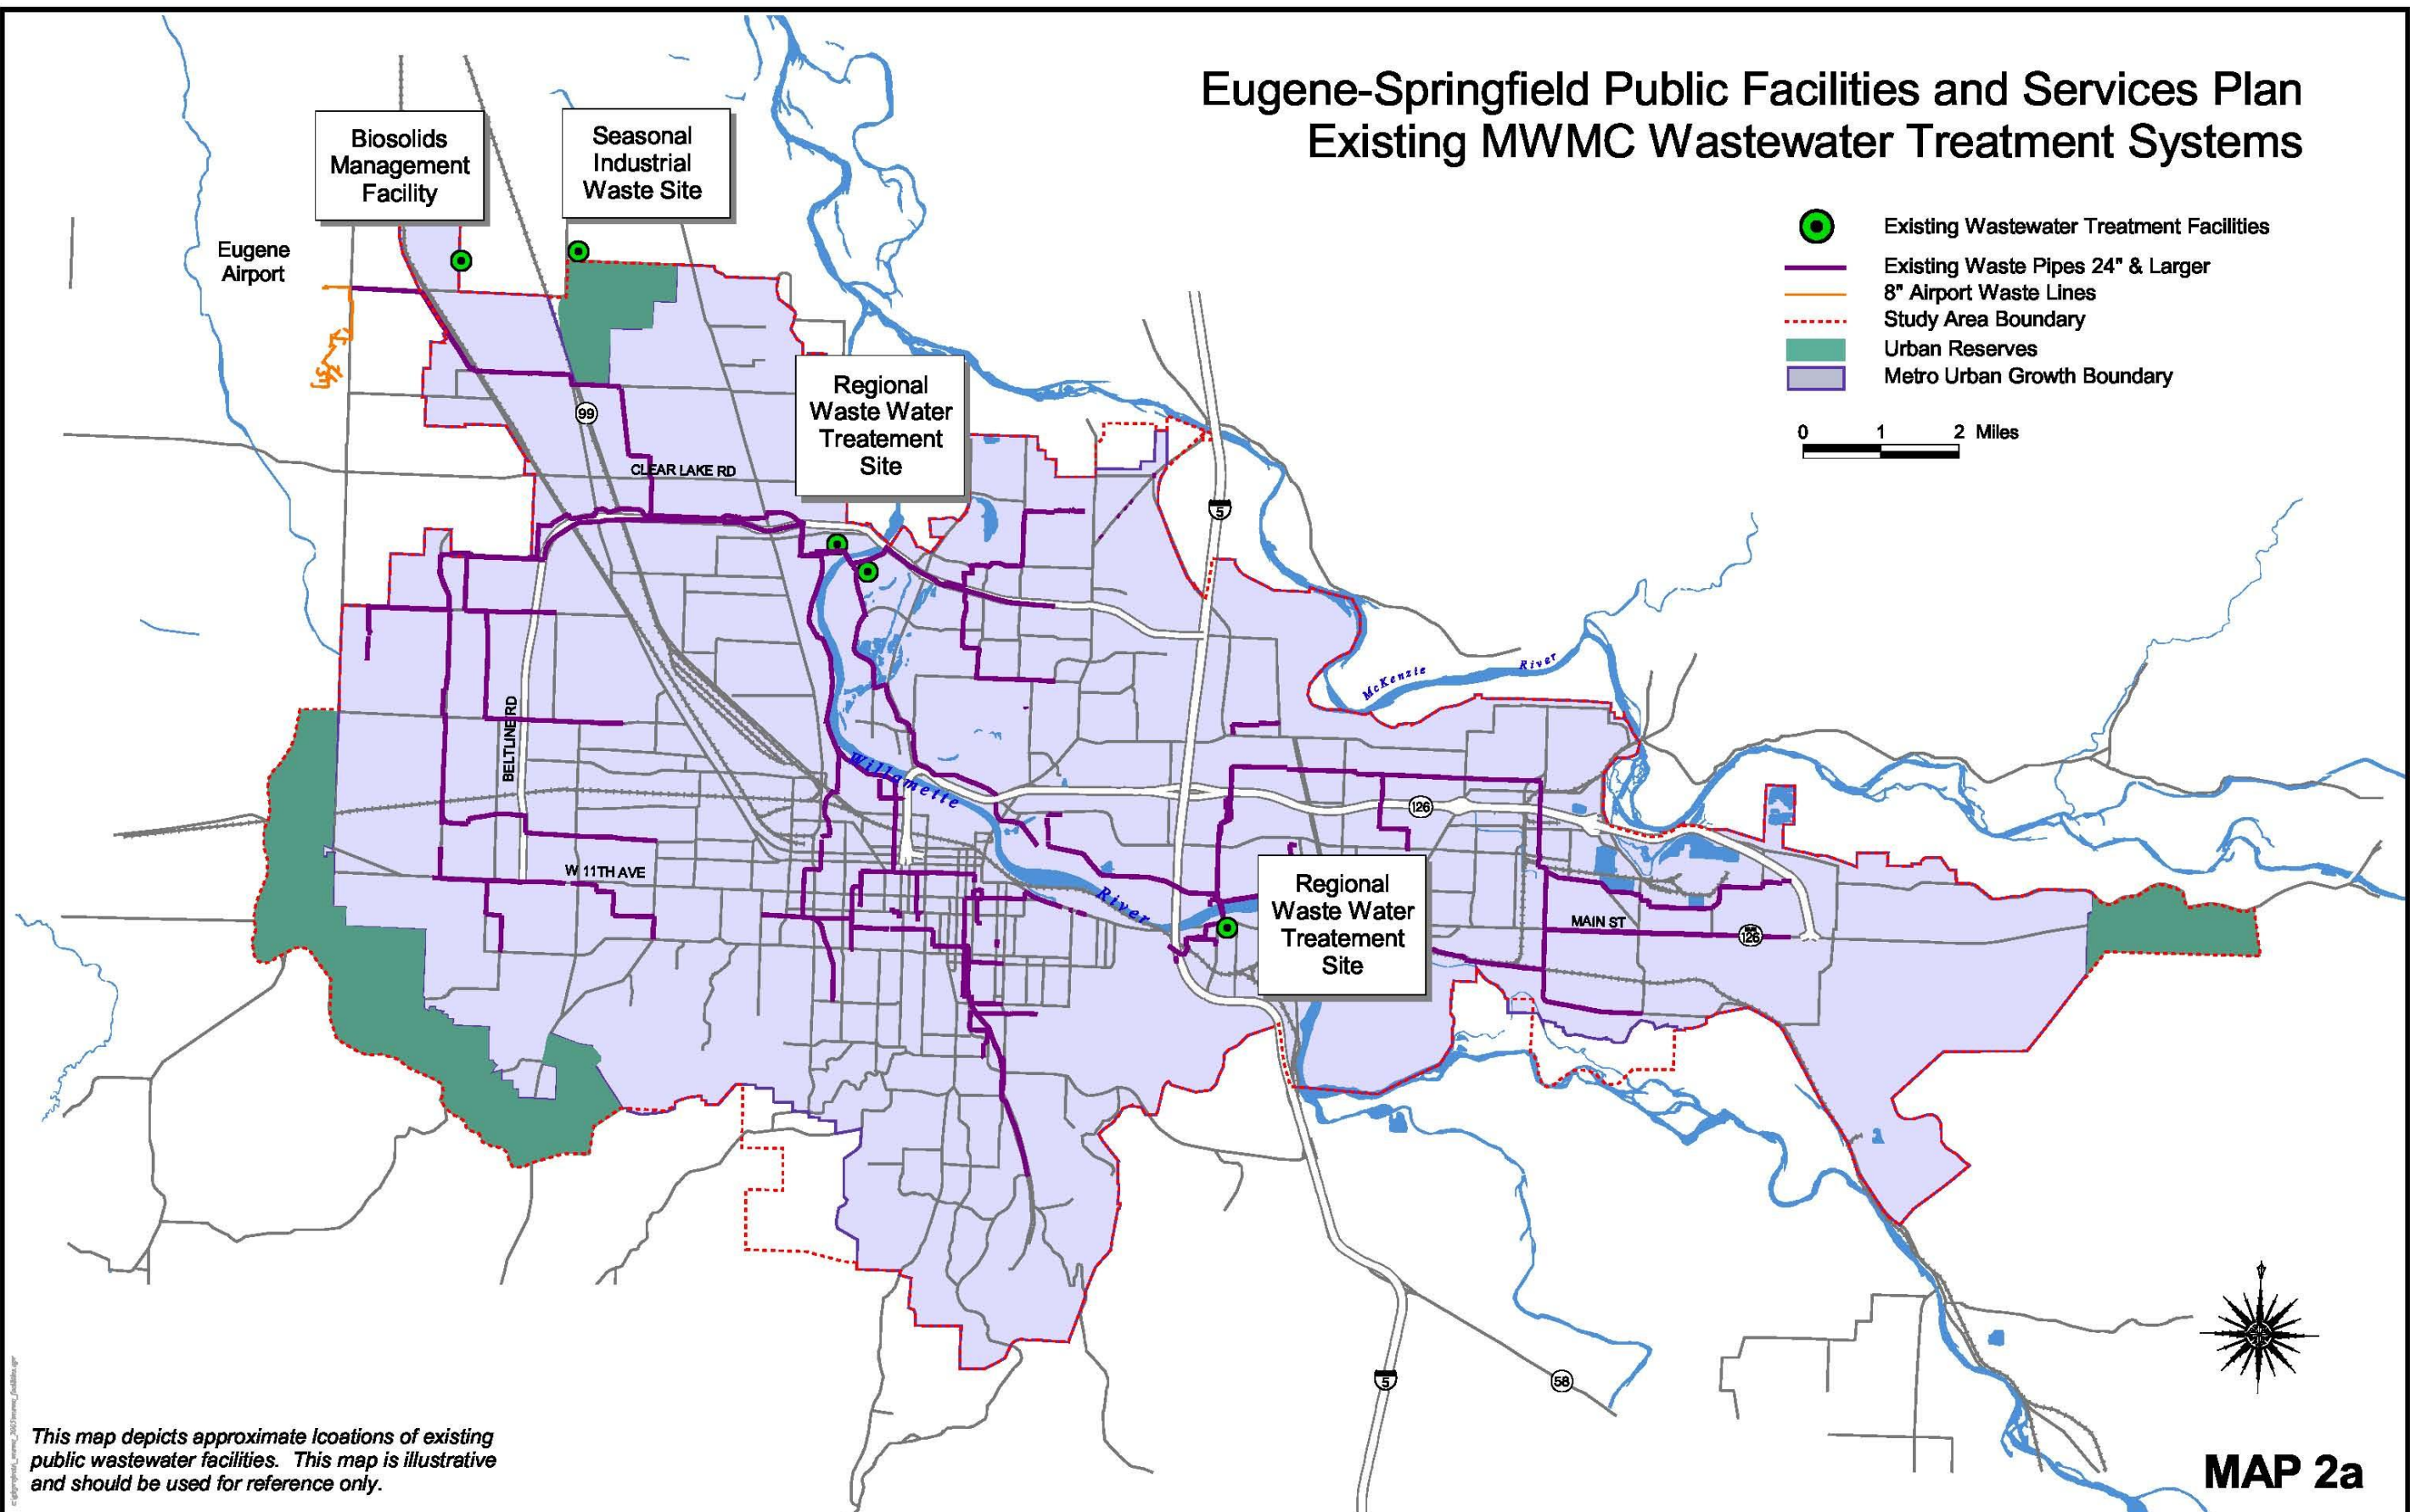 Eugene-Springfield Public Facilities and Services Plan
Existing MWMC Wastewater Treatment Systems
Biosolids
Management
Facility
Seasonal
Industrial
Waste Site
Eugene
Airport
Existing Wastewater Treatment Facilities
Existing Waste Pipes 24" & Larger
8" Airport Waste Lines
Study Area Boundary
Urban Reserves
Metro Urban Growth Boundary
0 1 2 Miles
Regional
Waste Water
Treatement
Site
99
CLEAR LAKE RD
5
McKenzie River
BELTLINE RD
Willamette
126
W 11TH AVE
River
Regional
Waste Water
Treatement
Site
MAIN ST
126
5
58
This map depicts approximate lcoations of existing
public wastewater facilities. This map is illustrative
and should be used for reference only.
MAP 2a